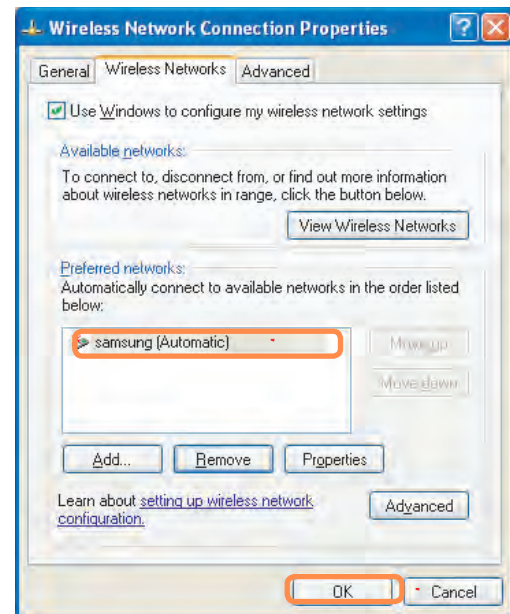 Wireless Network Connection Properties
General Wireless Networks Advanced
Use Windows to configure my wireless network settings
Available networks:
To connect to, disconnect from, or find out more information
about wireless networks in range, click the button below.
View Wireless Networks
Preferred networks:
Automatically connect to available networks in the order listed
below:
samsung (Automatic)
Move up
Move down
Add... Remove Properties
Learn about setting up wireless network
configuration.
Advanced
OK Cancel